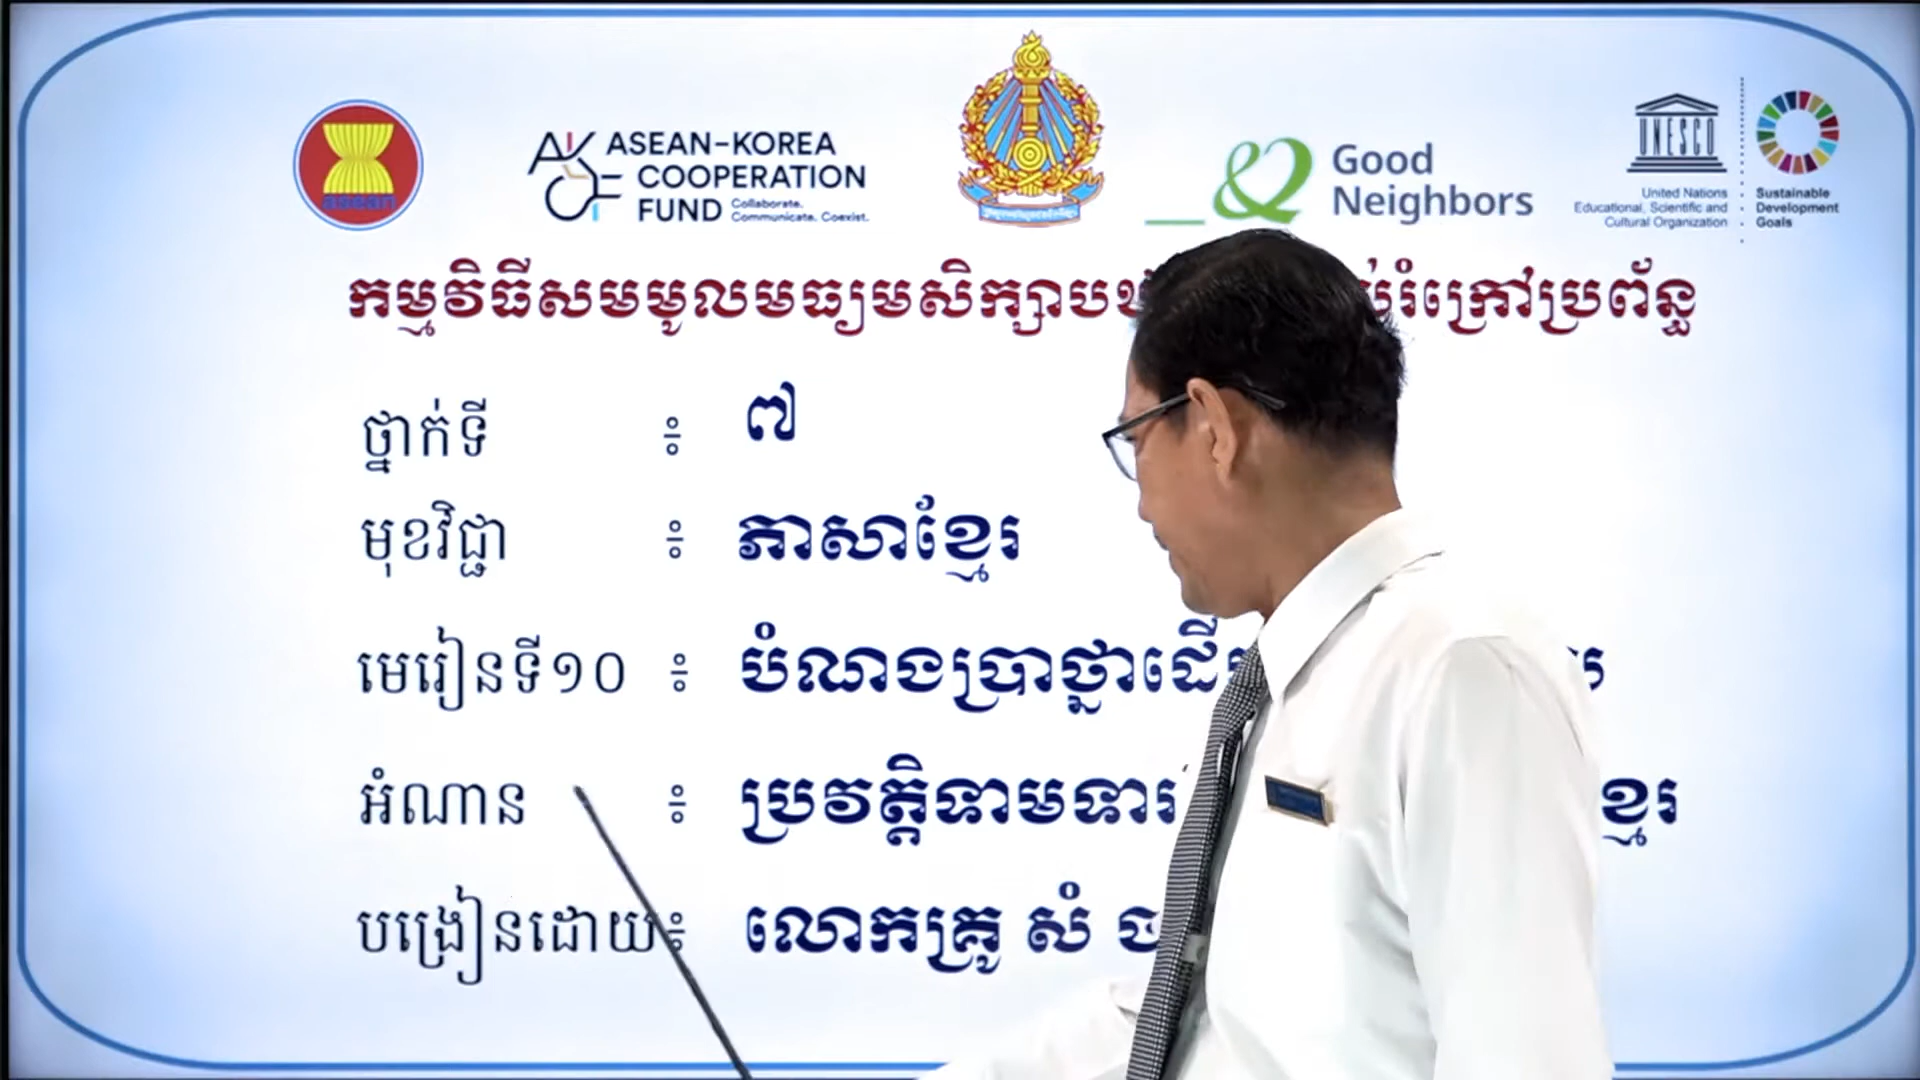 asean
ASEAN-KOREA
COOPERATION
FUND Collaborate.
Communicate. Coexist.
Good
Neighbors
UNESCO
United Nations
Educational, Scientific and
Cultural Organization
Sustainable
Development
Goals
កម្មវិធីសមមូលមធ្យមសិក្សាប រំក្រៅប្រព័ន្ធ
ថ្នាក់ទី ៖ ៧
មុខវិជ្ជា ៖ ភាសាខ្មែរ
មេរៀនទី១០ ៖ បំណងប្រាថ្នាដើ
អំណាន ៖ ប្រវត្តិទាមទារ ខ្មែរ
បង្រៀនដោយ៖ លោកគ្រូ សំ